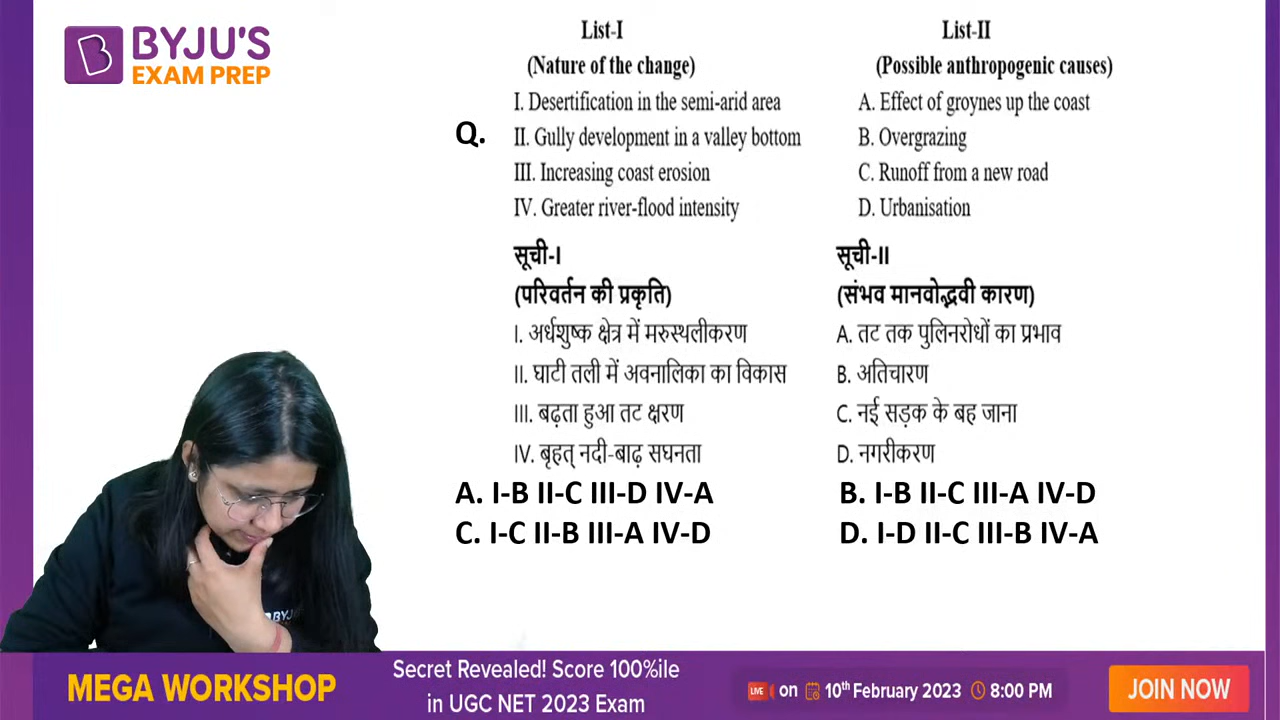 BYJU'S
EXAM PREP
Q.
List-I
(Nature of the change)
I. Desertification in the semi-arid area
II. Gully development in a valley bottom
III. Increasing coast erosion
IV. Greater river-flood intensity
List-II
(Possible anthropogenic causes)
A. Effect of groynes up the coast
B. Overgrazing
C. Runoff from a new road
D. Urbanisation
सूची-I
(परिवर्तन की प्रकृति)
I. अर्धशुष्क क्षेत्र में मरुस्थलीकरण
II. घाटी तली में अवनालिका का विकास
III. बढ़ता हुआ तट क्षरण
IV. बृहत् नदी-बाढ़ सघनता
सूची-II
(संभव मानवोद्भवी कारण)
A. तट तक पुलिनरोधों का प्रभाव
B. अतिचारण
C. नई सड़क के बह जाना
D. नगरीकरण
A. I-B II-C III-D IV-A
B. I-B II-C III-A IV-D
C. I-C II-B III-A IV-D
D. I-D II-C III-B IV-A
MEGA WORKSHOP
Secret Revealed! Score 100%ile
in UGC NET 2023 Exam
LIVE on 10th February 2023 8:00 PM
JOIN NOW